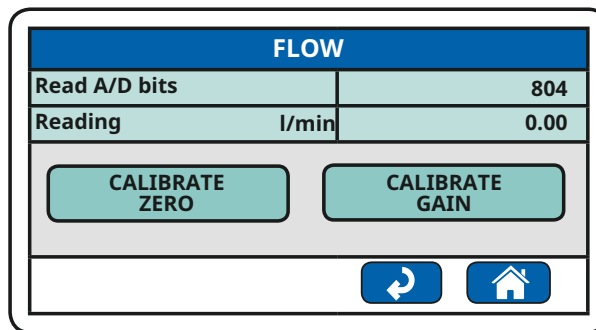 FLOW
Read A/D bits 804
Reading l/min 0.00
CALIBRATE ZERO
CALIBRATE GAIN